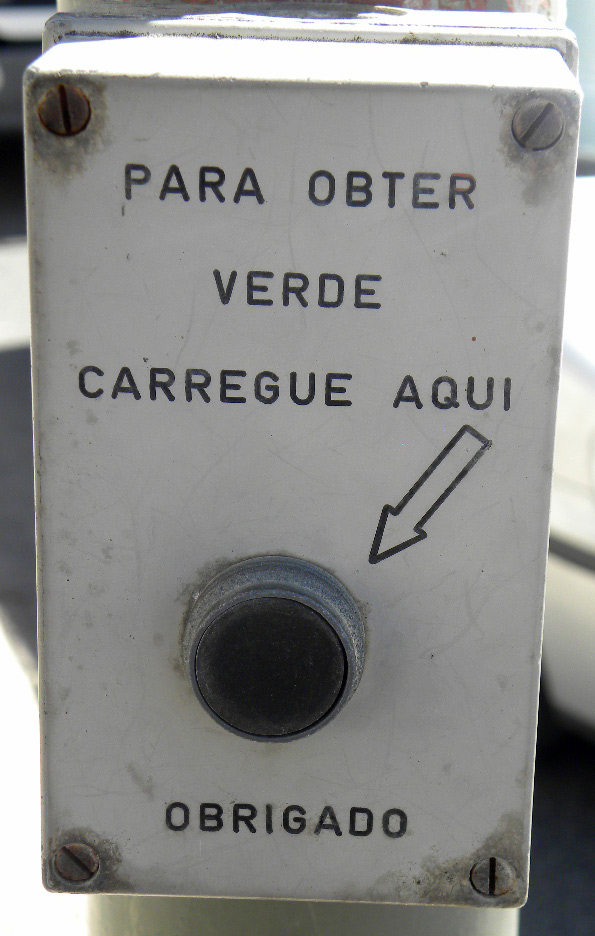 PARA OBTER
VERDE
CARREGUE AQUI
OBRIGADO